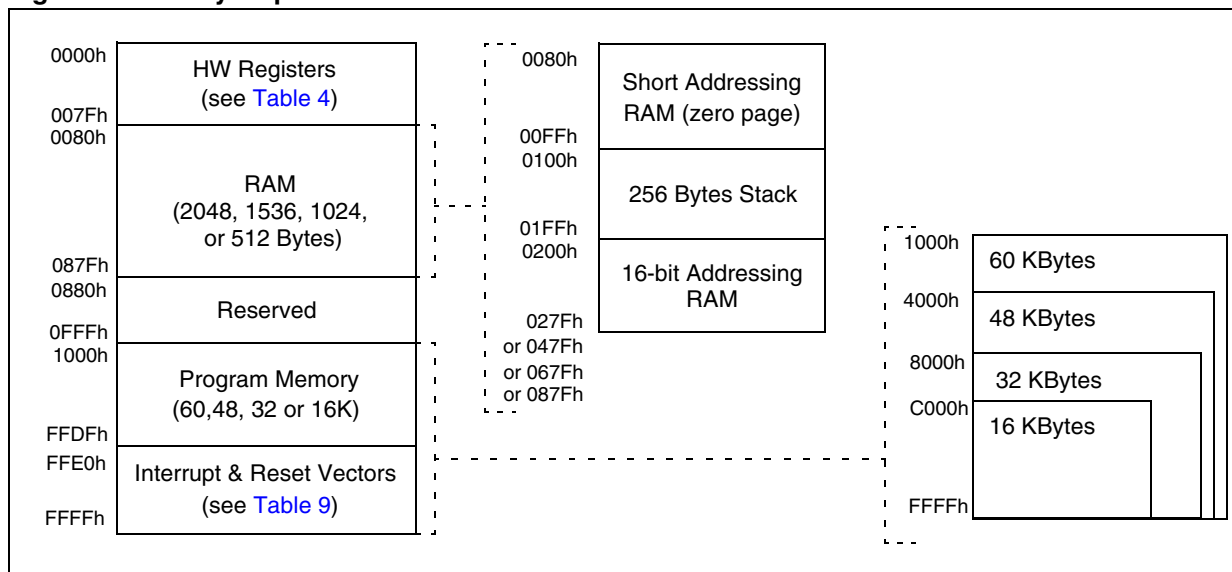 0000h
HW Registers
(see Table 4)
007Fh
0080h
RAM
(2048, 1536, 1024,
or 512 Bytes)
087Fh
0880h
Reserved
0FFFh
1000h
Program Memory
(60,48, 32 or 16K)
FFDFh
FFE0h
Interrupt & Reset Vectors
(see Table 9)
FFFFh
0080h
Short Addressing
RAM (zero page)
00FFh
0100h
256 Bytes Stack
01FFh
0200h
16-bit Addressing
RAM
027Fh
or 047Fh
or 067Fh
or 087Fh
1000h
60 KBytes
4000h
48 KBytes
8000h
32 KBytes
C000h
16 KBytes
FFFFh